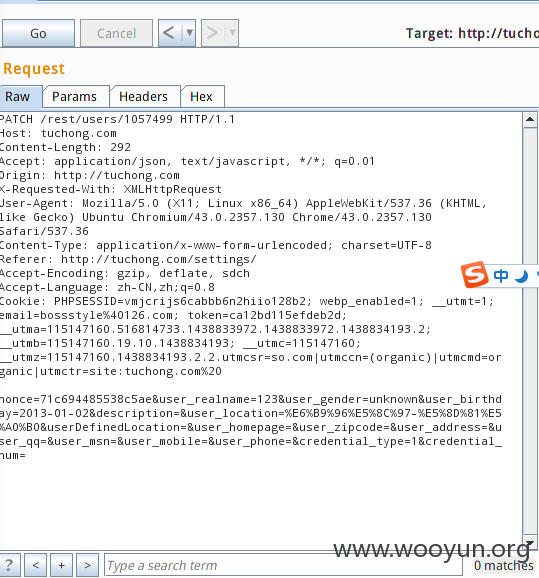 Go
Cancel
<
>
Target: http://tucho
Request
Raw
Params
Headers
Hex
PATCH /rest/users/1057499 HTTP/1.1
Host: tuchong.com
Content-Length: 292
Accept: application/json, text/javascript, */*; q=0.01
Origin: http://tuchong.com
X-Requested-With: XMLHttpRequest
User-Agent: Mozilla/5.0 (X11; Linux x86_64) AppleWebKit/537.36 (KHTML,
like Gecko) Ubuntu Chromium/43.0.2357.130 Chrome/43.0.2357.130
Safari/537.36
Content-Type: application/x-www-form-urlencoded; charset=UTF-8
Referer: http://tuchong.com/settings/
Accept-Encoding: gzip, deflate, sdch
Accept-Language: zh-CN,zh;q=0.8
Cookie: PHPSESSID=vmjcrijs6cabbb6n2hiio128b2; webp_enabled=1; __utmt=1;
email=bossstyle%40126.com; token=ca12bd115efdeb2d;
__utma=115147160.516814733.1438833972.1438833972.1438834193.2;
__utmb=115147160.19.10.1438834193; __utmc=115147160;
__utmz=115147160.1438834193.2.2.utmcsr=so.com|utmccn=(organic)|utmcmd=or
ganic|utmctr=site:tuchong.com%20
nonce=71c694485538c5ae&user_realname=123&user_gender=unknown&user_birthd
ay=2013-01-02&description=&user_location=%E6%B9%96%E5%8C%97-%E5%8D%81%E5
%A0%B0&userDefinedLocation=&user_homepage=&user_zipcode=&user_address=&u
ser_qq=&user_msn=&user_mobile=&user_phone=&credential_type=1&credential_
num=
S
中
www.wooyun.org
?
<
+
>
Type a search term
0 matches